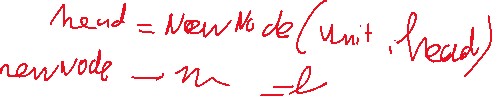 head = NewNode(unit, head)
newNode — n = l